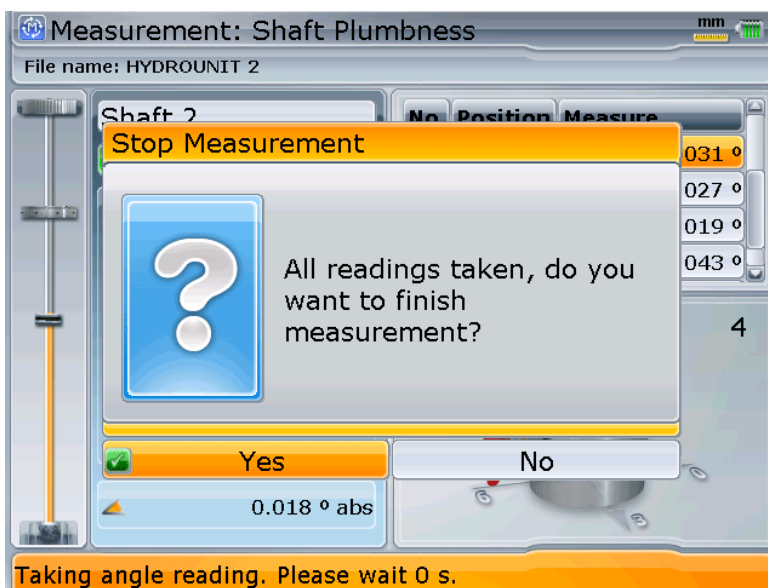 Measurement: Shaft Plumbness
mm
File name: HYDROUNIT 2
Shaft 2
No Position Measure
Stop Measurement
031 º
027 º
019 º
043 º
All readings taken, do you
want to finish
measurement?
4
Yes
No
0.018 º abs
Taking angle reading. Please wait 0 s.